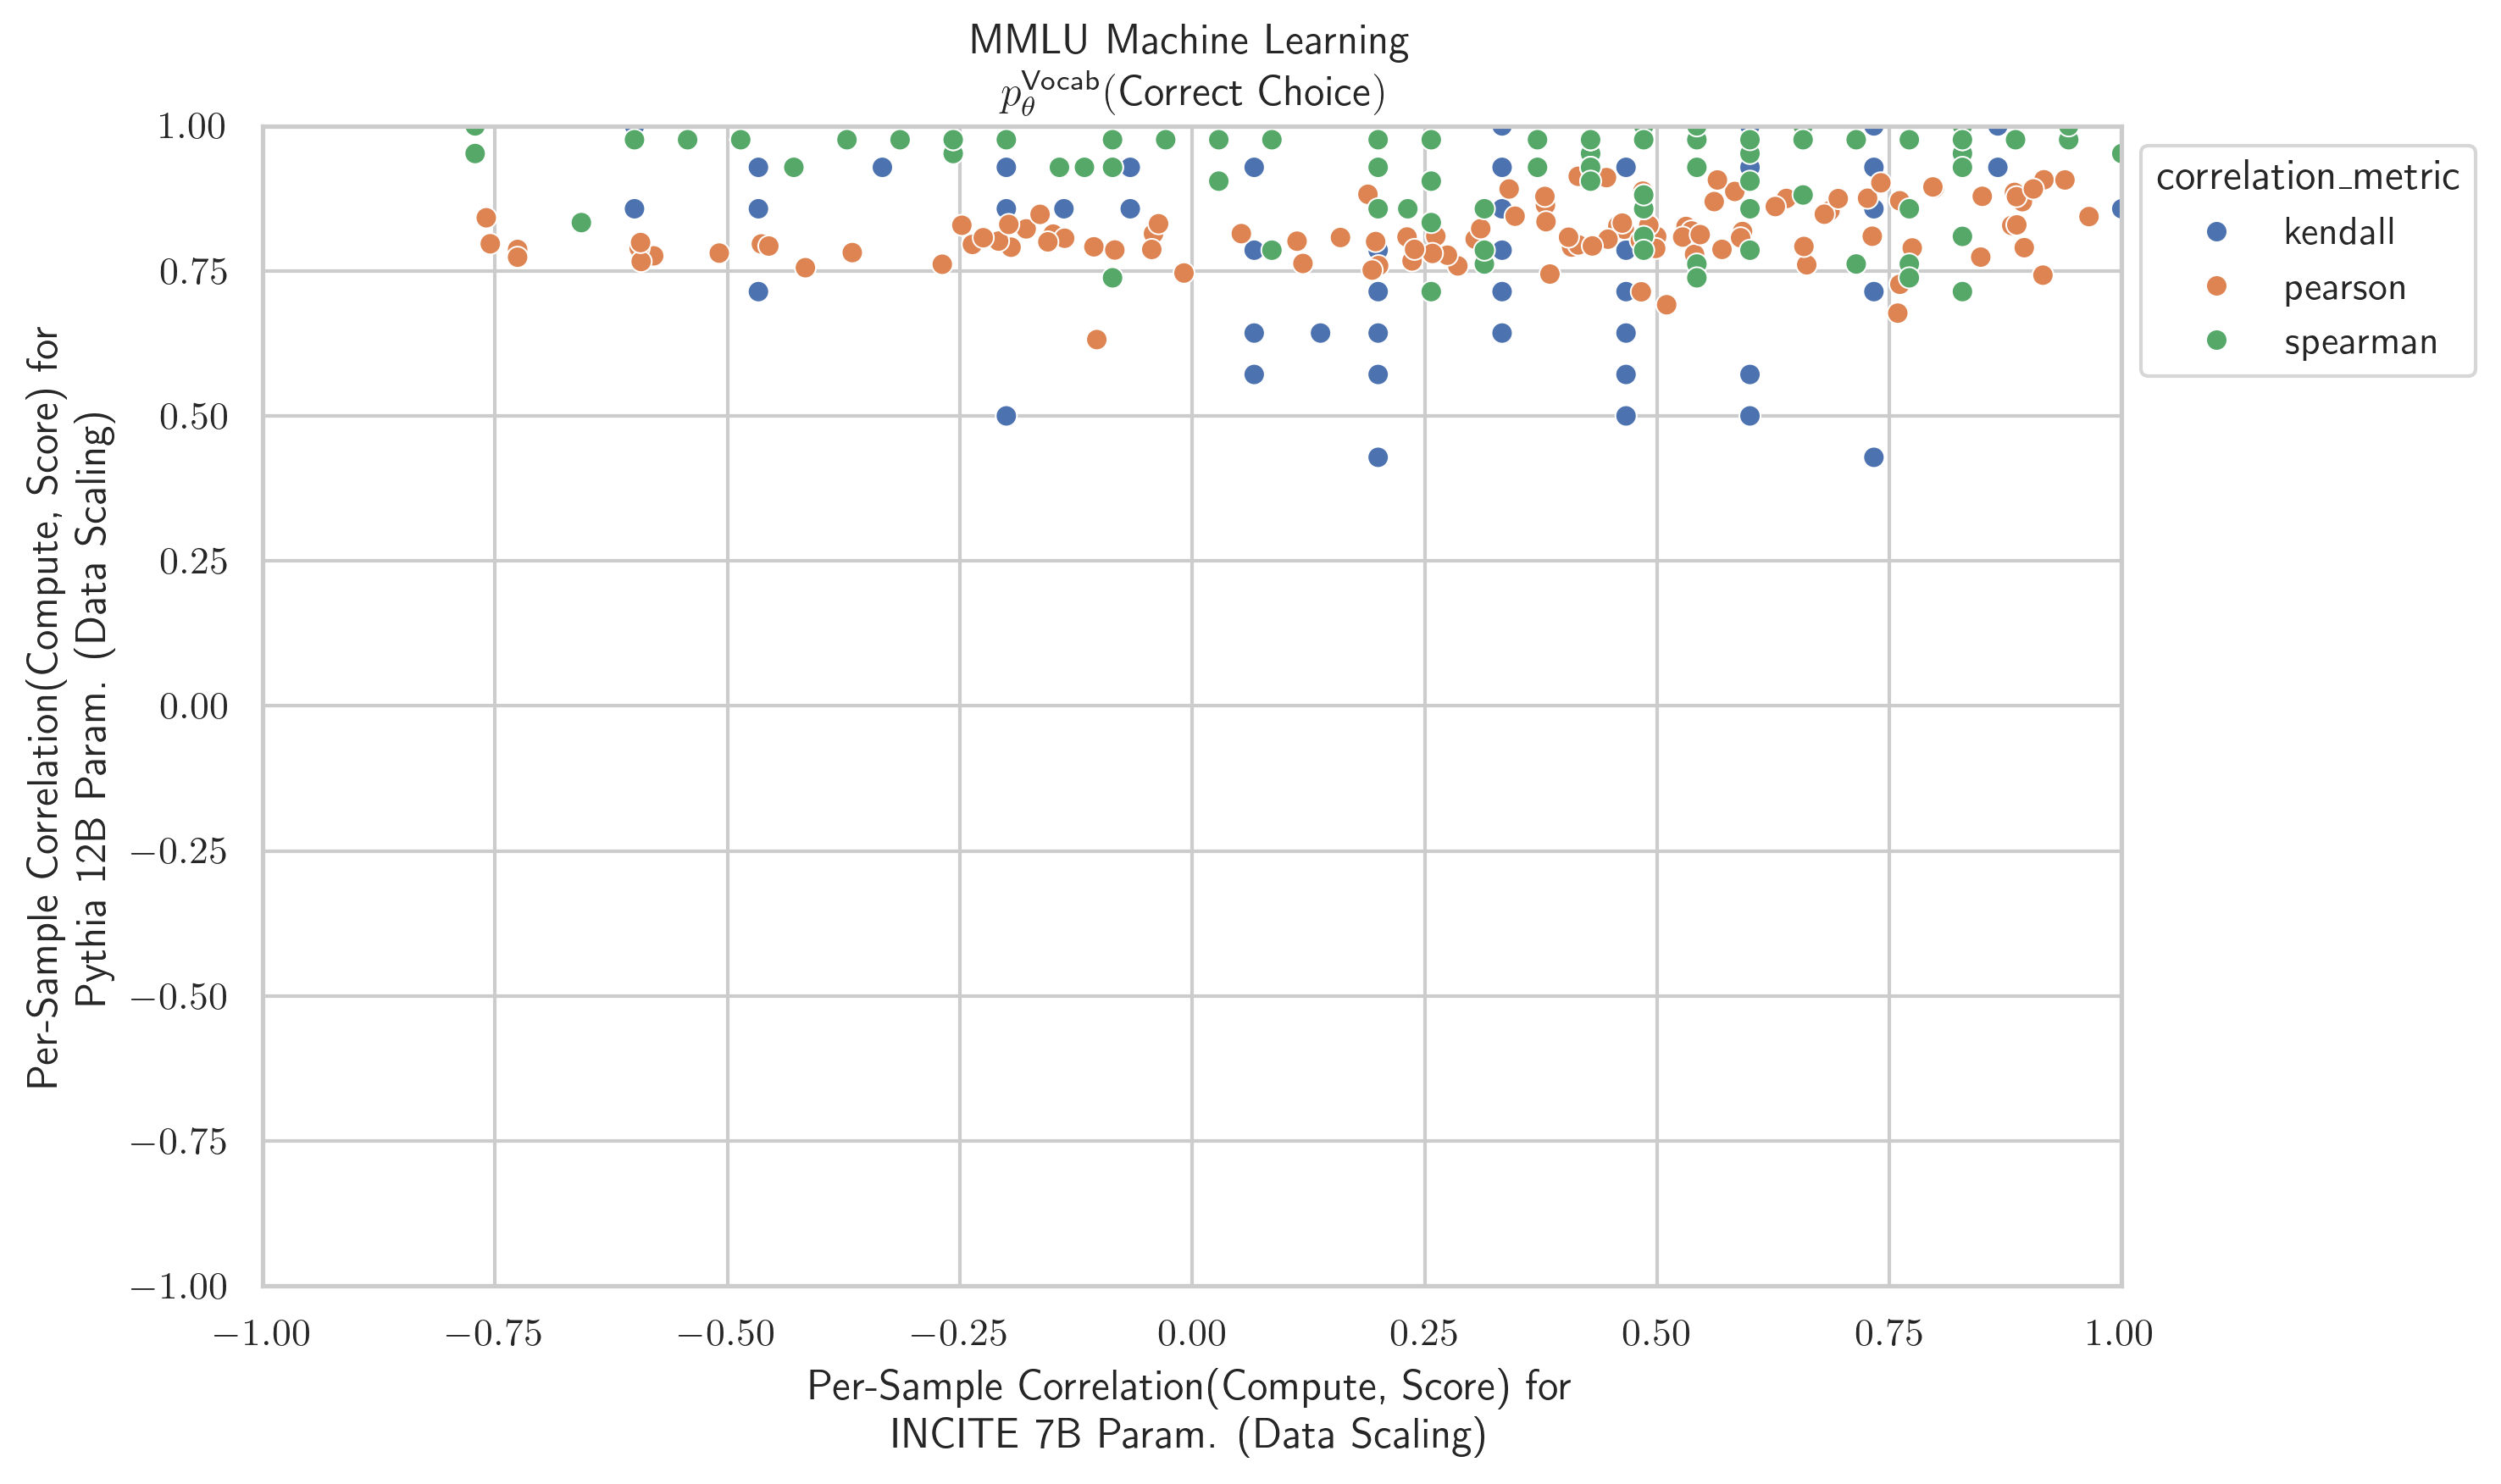 MMLU Machine Learning
p_θ^Vocab(Correct Choice)
Per-Sample Correlation(Compute, Score) for
Pythia 12B Param. (Data Scaling)
1.00
0.75
0.50
0.25
0.00
−0.25
−0.50
−0.75
−1.00
−1.00 −0.75 −0.50 −0.25 0.00 0.25 0.50 0.75 1.00
Per-Sample Correlation(Compute, Score) for
INCITE 7B Param. (Data Scaling)
correlation_metric
kendall
pearson
spearman